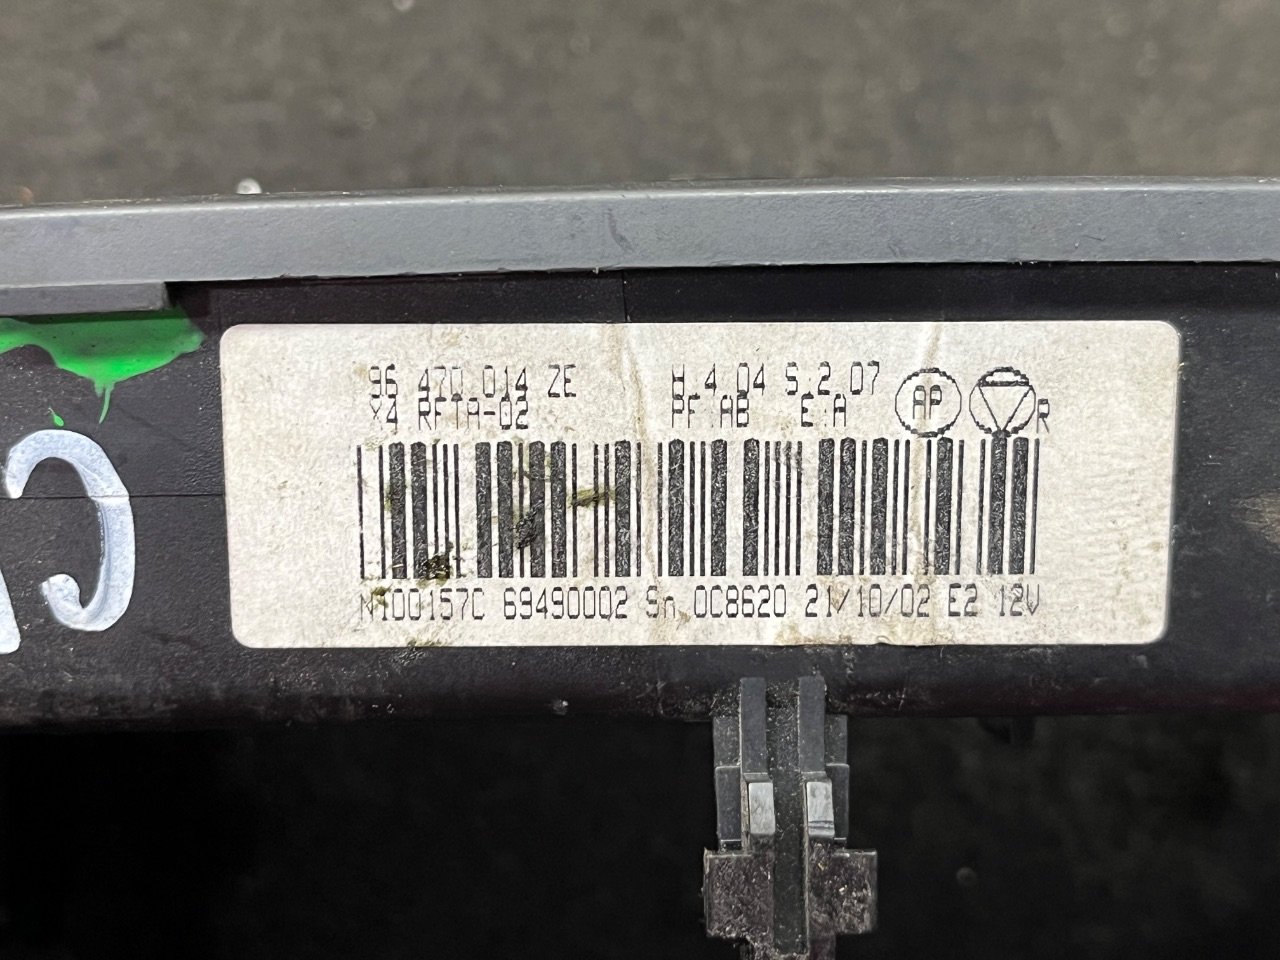 96 470 014 ZE H.4.04 S.2.07
X4 RFTA-02 PF.AB E.A AP R
N100157C 69490002 Sn 0C8620 21/10/02 E2 12V
C